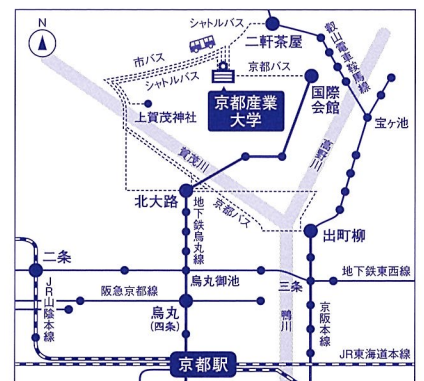 N
シャトルバス
二軒茶屋
叡山電車鞍馬線
市バス
シャトルバス
京都バス
国際
会館
京都産業
大学
上賀茂神社
宝ヶ池
賀茂川
高野川
北大路
京都バス
地下鉄烏丸線
出町柳
二条
烏丸御池
三条
地下鉄東西線
JR山陰本線
阪急京都線
烏丸
(四条)
鴨川
京阪本線
JR東海道本線
京都駅